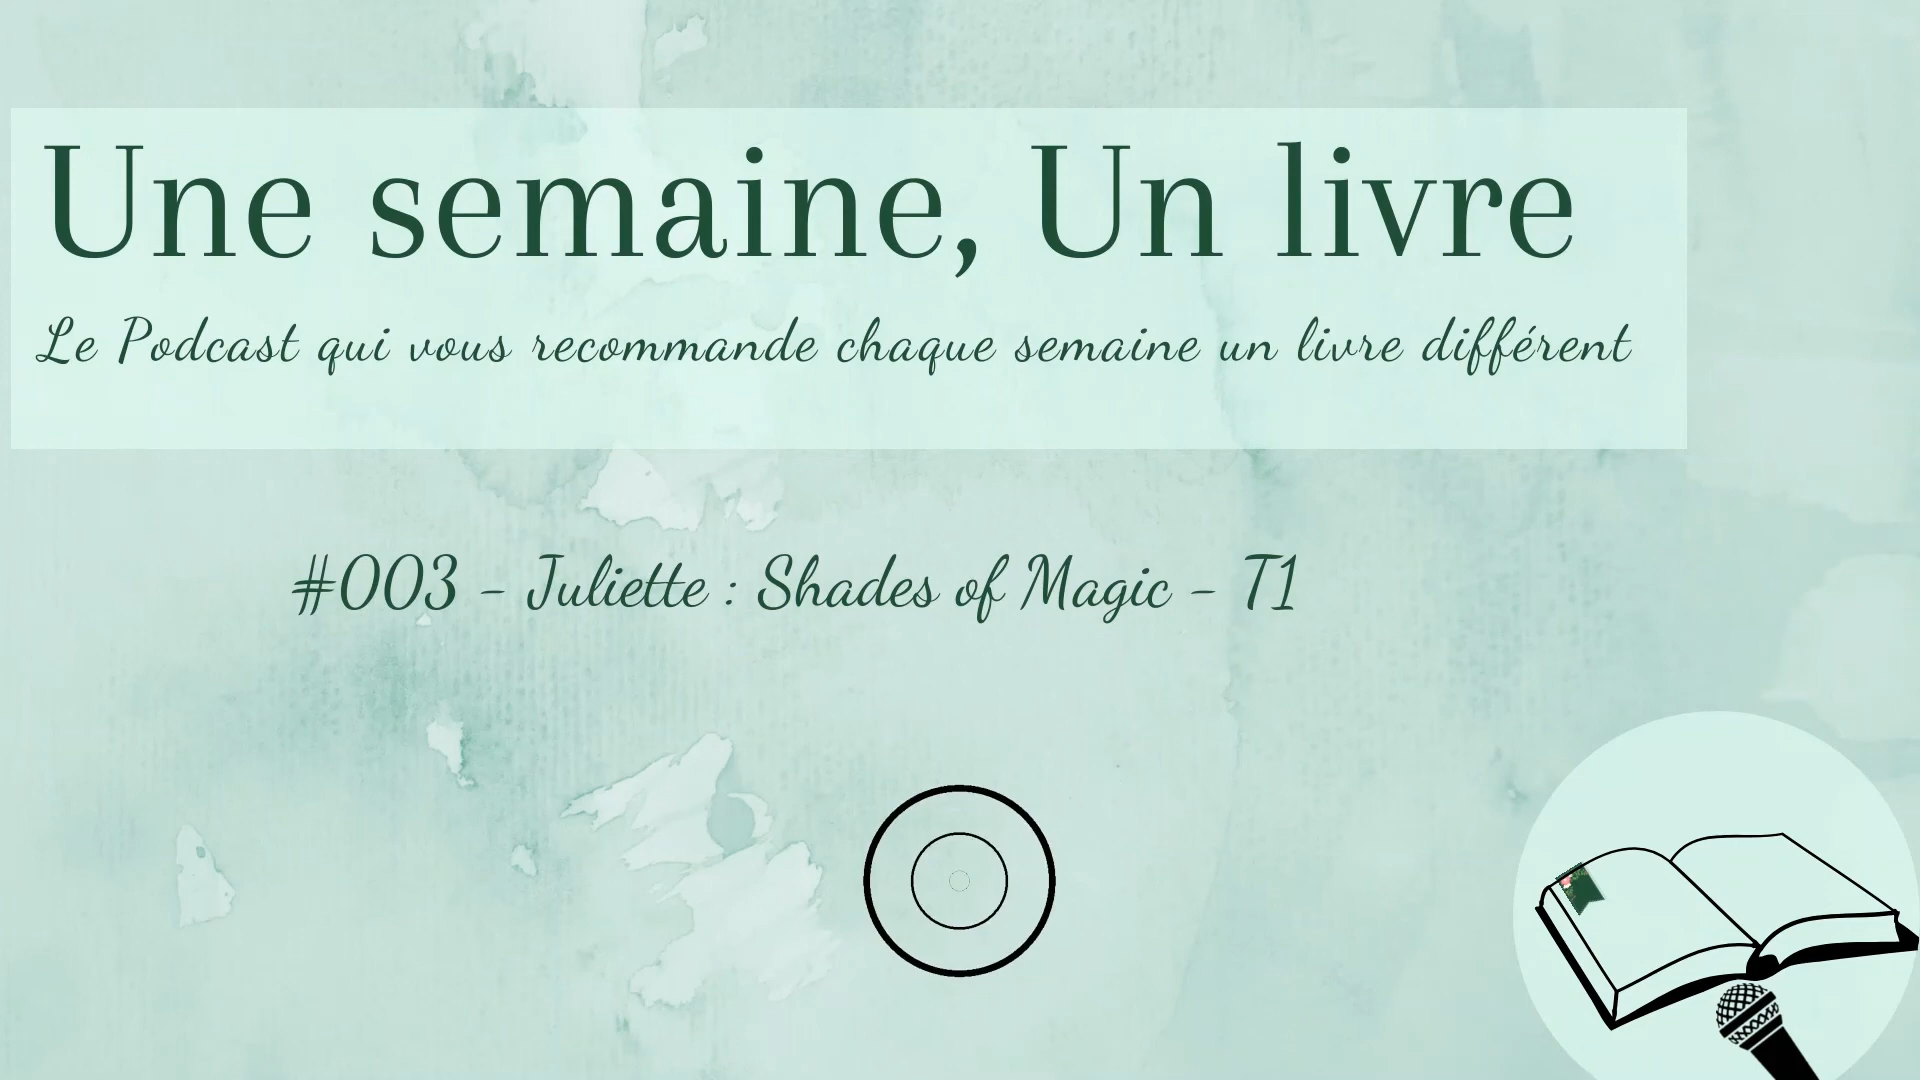 Une semaine, Un livre
Le Podcast qui vous recommande chaque semaine un livre différent
#003 - Juliette : Shades of Magic - T1